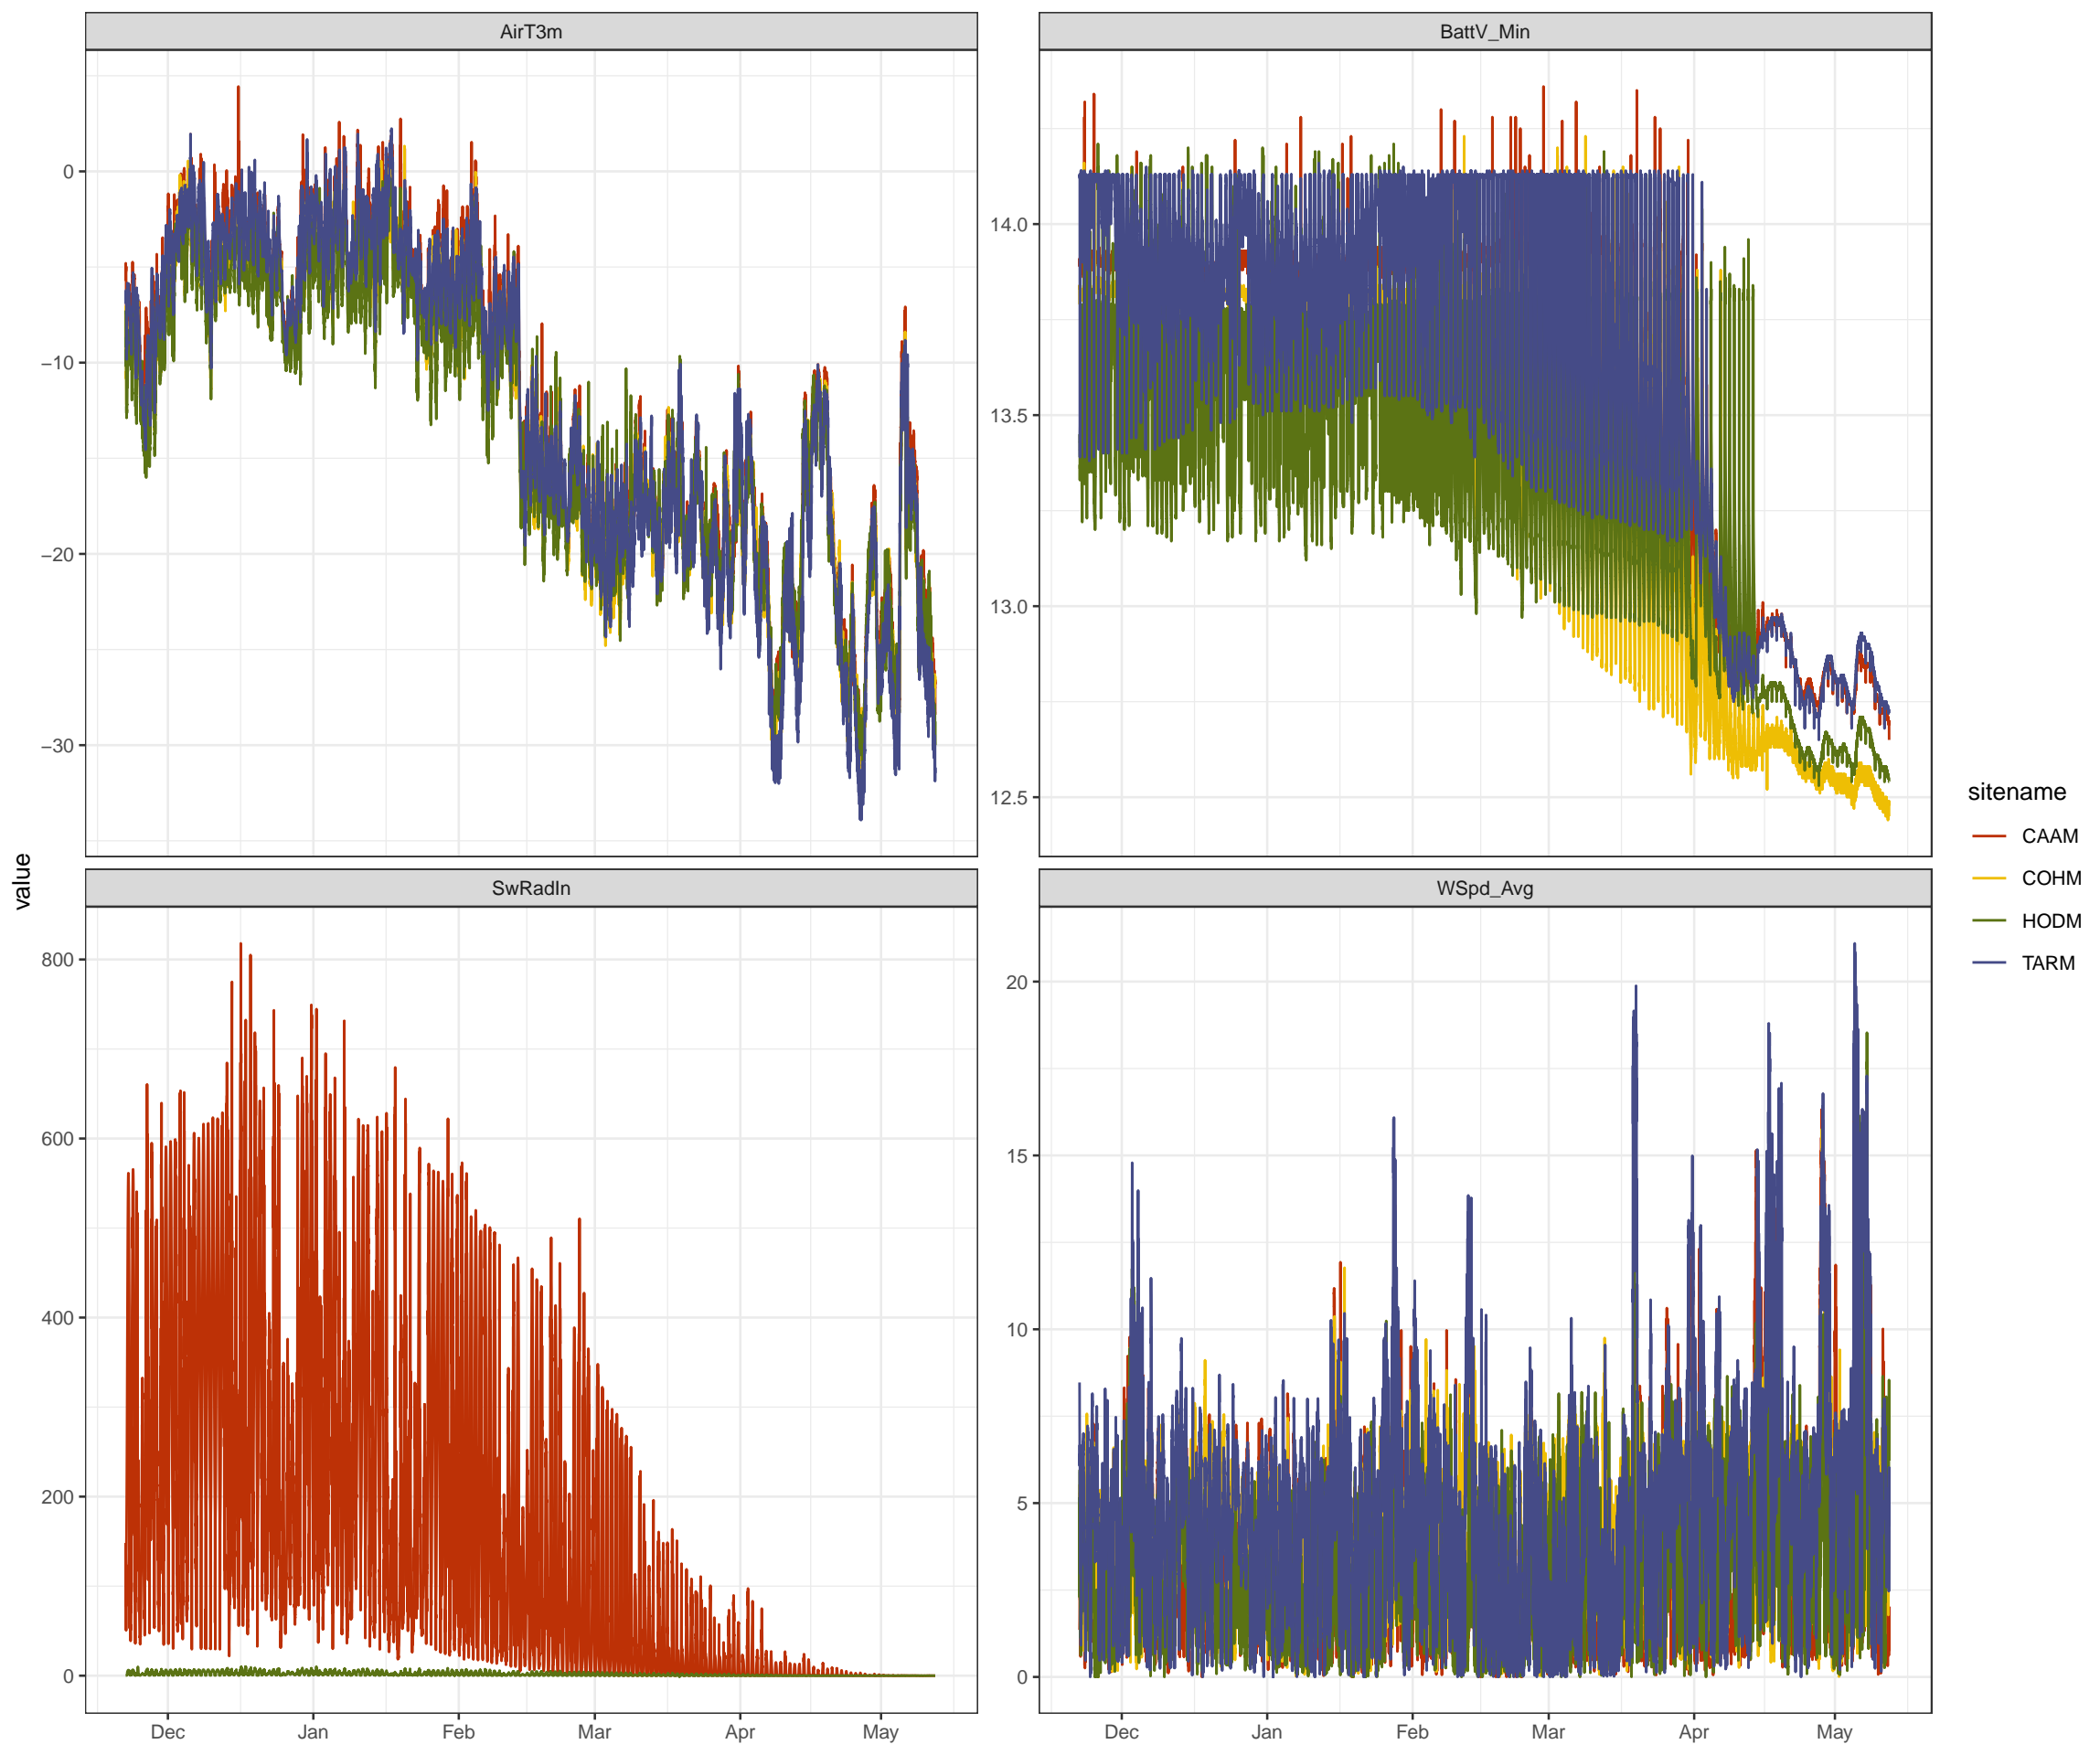 AirT3m
BattV_Min
0
−10
−20
−30
14.0
13.5
13.0
12.5
value
SwRadIn
WSpd_Avg
800
600
400
200
0
20
15
10
5
0
Dec Jan Feb Mar Apr May
Dec Jan Feb Mar Apr May
sitename
CAAM
COHM
HODM
TARM